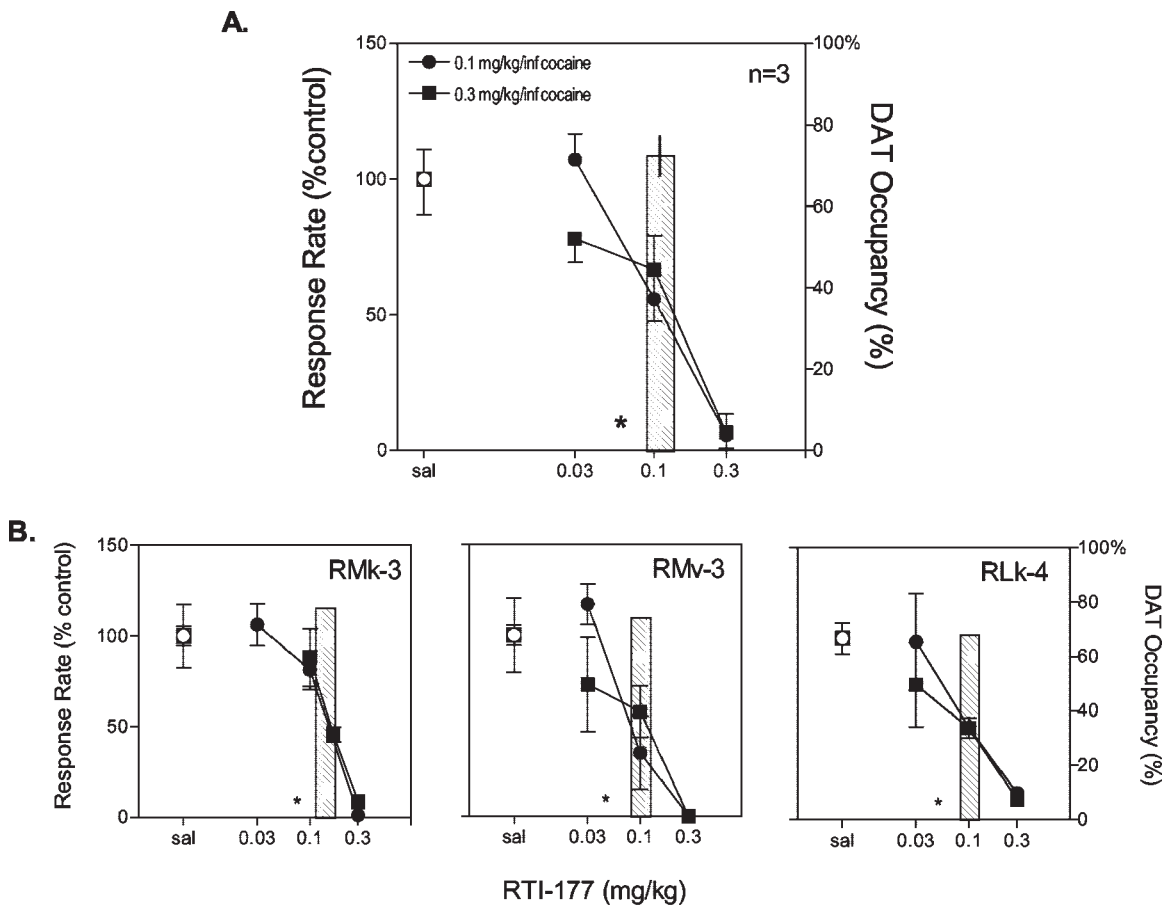 A.
150
100
50
0
Response Rate (%control)
0.1 mg/kg/inf cocaine
0.3 mg/kg/inf cocaine
n=3
100%
80
60
40
20
0
DAT Occupancy (%)
*
sal
0.03
0.1
0.3
B.
150
100
50
0
Response Rate (% control)
RMk-3
*
sal
0.03
0.1
0.3
RMv-3
*
sal
0.03
0.1
0.3
RLk-4
*
sal
0.03
0.1
0.3
100%
80
60
40
60
20
0
DAT Occupancy (%)
RTI-177 (mg/kg)